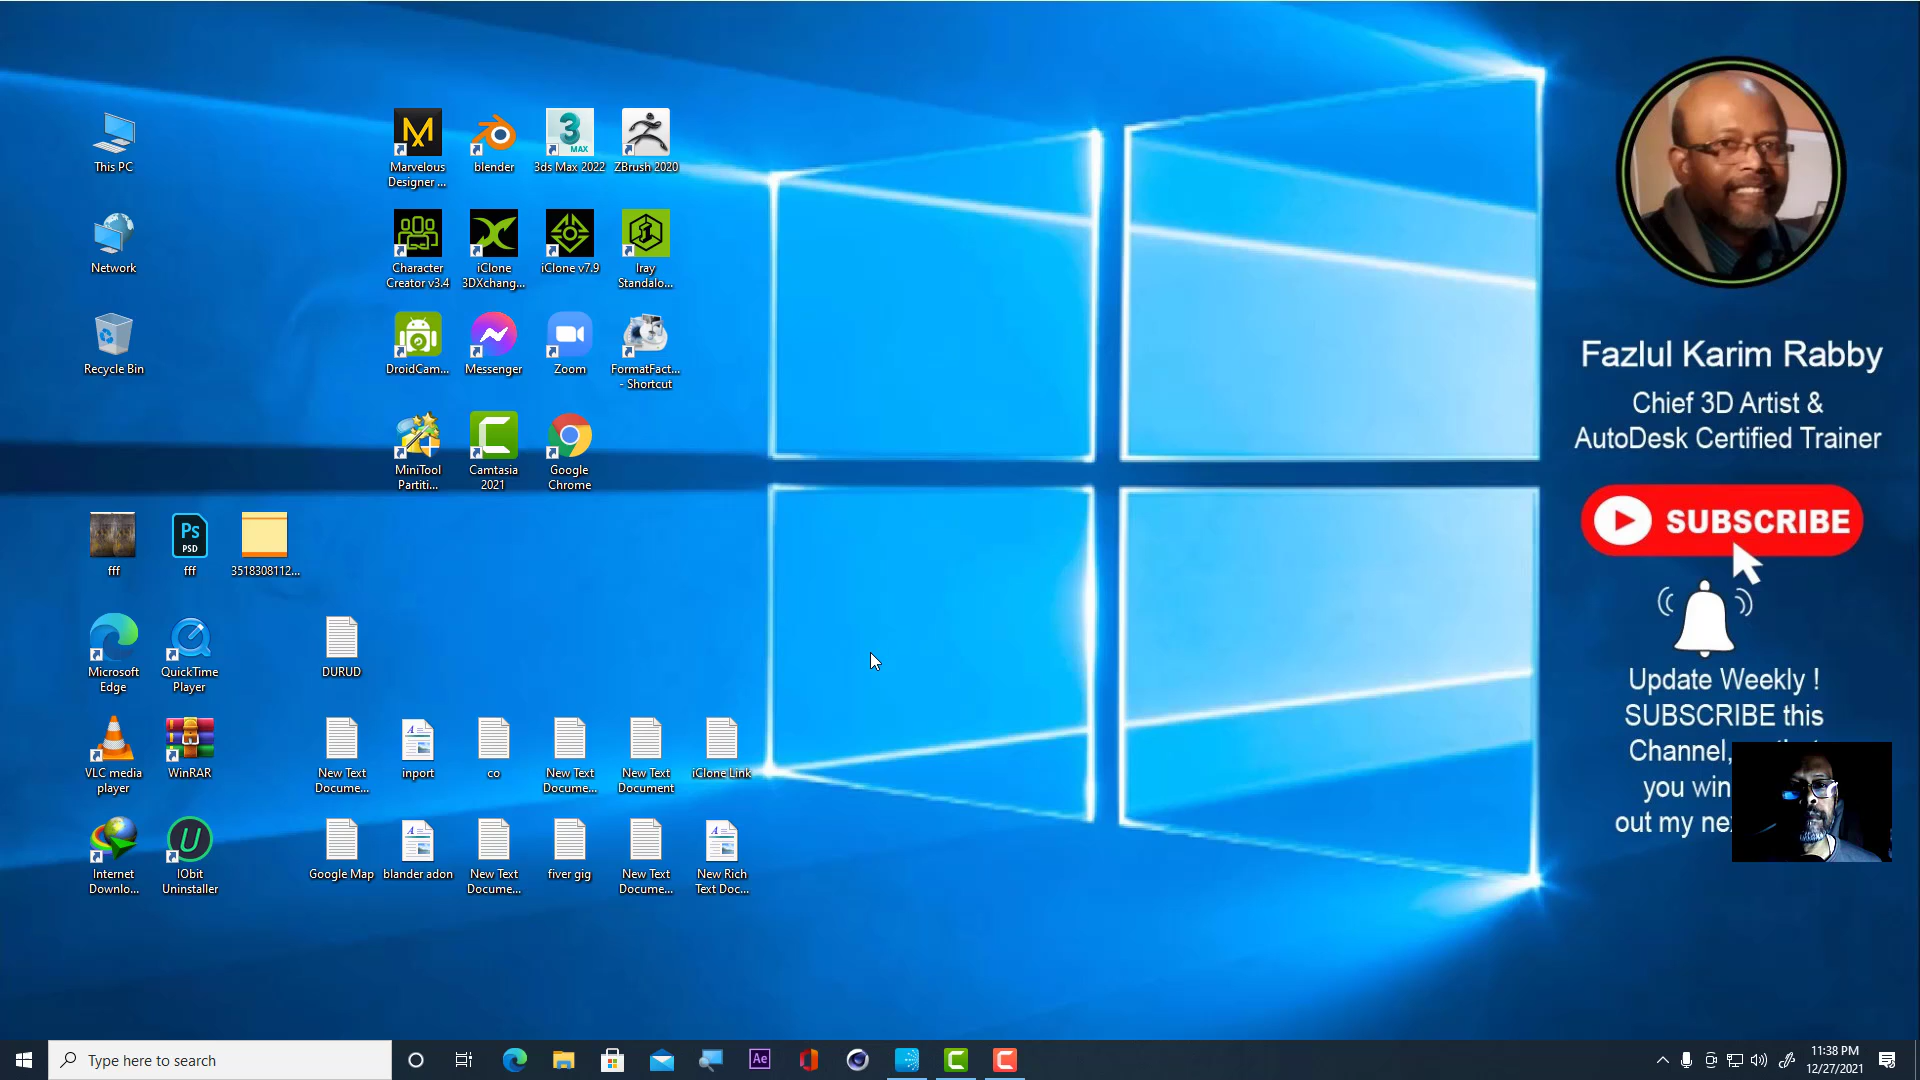 This PC
Marvelous
Designer ...
blender
3ds Max 2022
ZBrush 2020
Network
Character
Creator v3.4
iClone
3DXchang...
iClone v7.9
Iray
Standalo...
Recycle Bin
DroidCam...
Messenger
Zoom
FormatFact...
- Shortcut
MiniTool
Partiti...
Camtasia
2021
Google
Chrome
Fazlul Karim Rabby
Chief 3D Artist &
AutoDesk Certified Trainer
SUBSCRIBE
Update Weekly !
SUBSCRIBE this
Channel,
you
out my
fff
Ps
PSD
fff
3518308112...
Microsoft
Edge
QuickTime
Player
DURUD
VLC media
player
WinRAR
New Text
Docume...
inport
co
New Text
Docume...
New Text
Document
iClone Link
Internet
Downlo...
IObit
Uninstaller
Google Map
blander adon
New Text
Docume...
fiver gig
New Text
Docume...
New Rich
Text Doc...
Type here to search
Ae
11:38 PM
12/27/2021